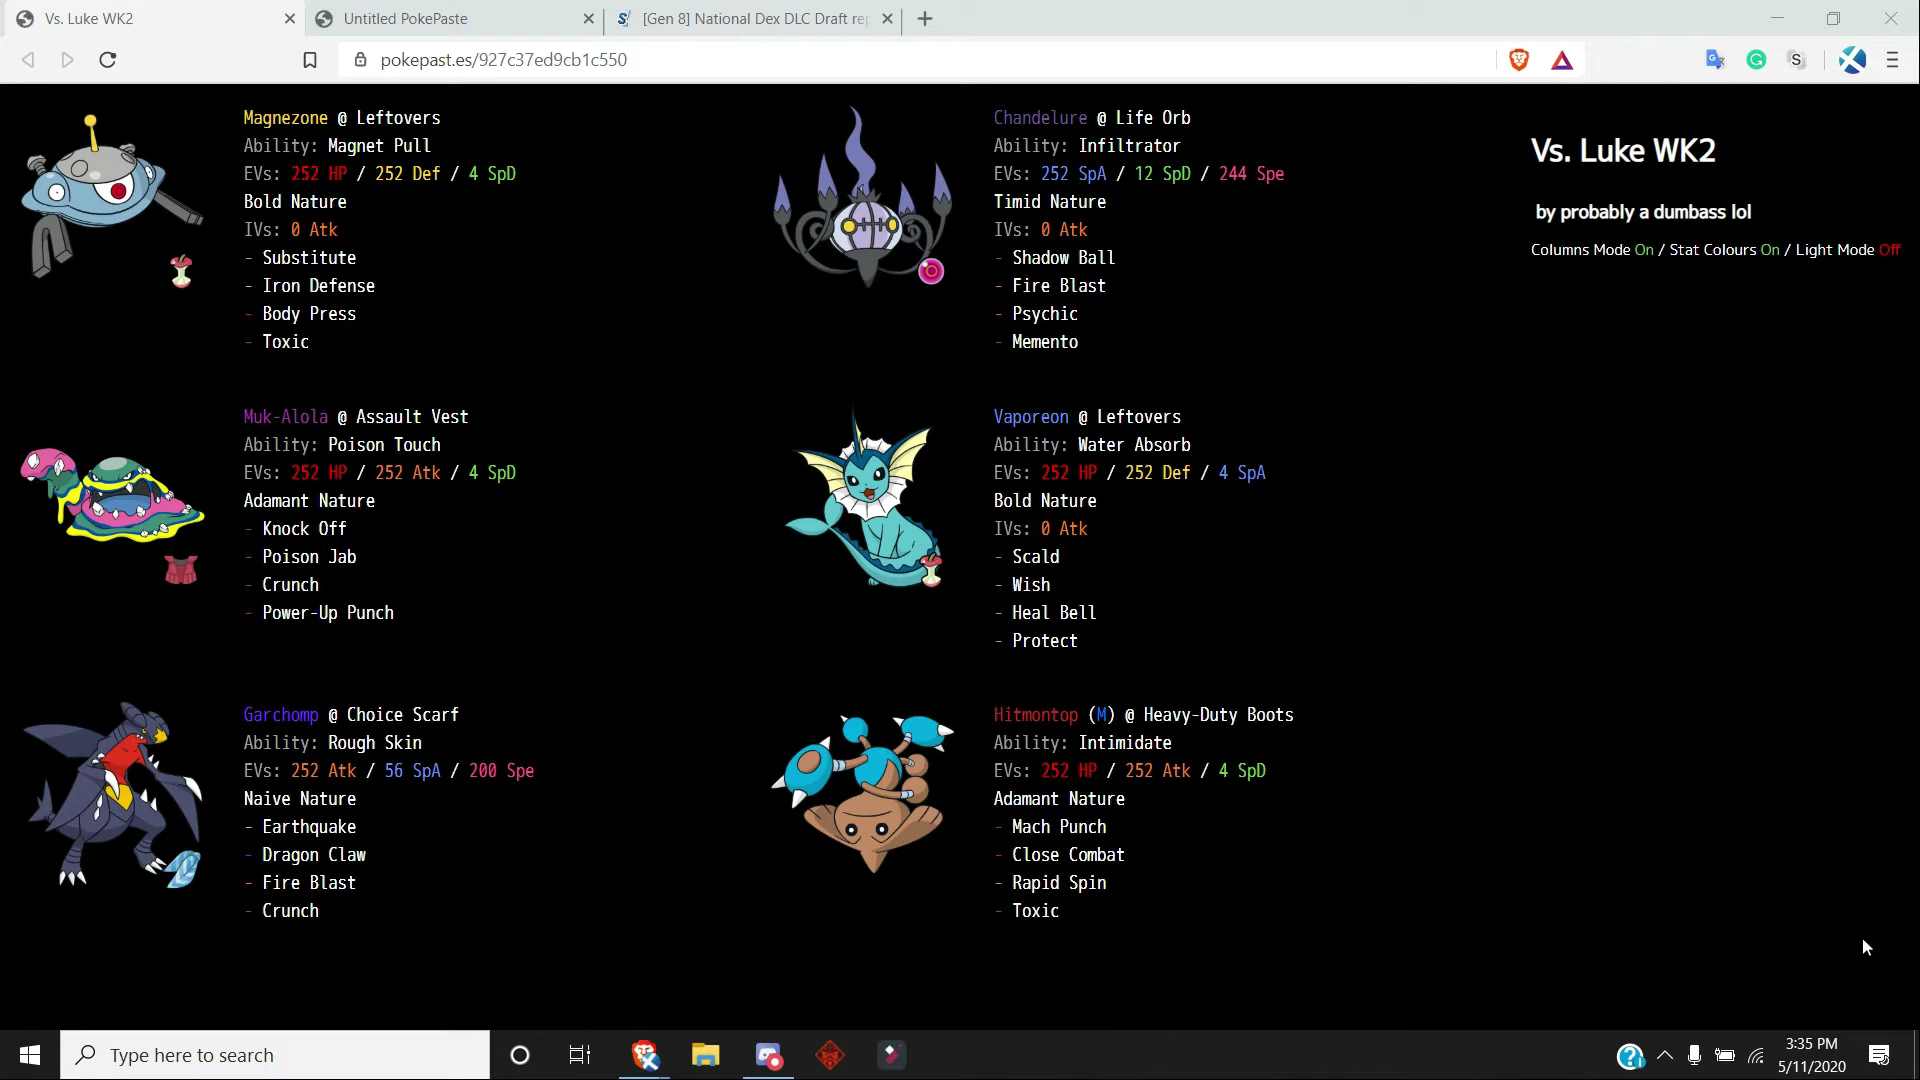 Vs. Luke WK2
Untitled PokePaste
[Gen 8] National Dex DLC Draft rep
pokepast.es/927c37ed9cb1c550
Magnezone @ Leftovers
Ability: Magnet Pull
EVs: 252 HP / 252 Def / 4 SpD
Bold Nature
IVs: 0 Atk
- Substitute
- Iron Defense
- Body Press
- Toxic
Chandelure @ Life Orb
Ability: Infiltrator
EVs: 252 SpA / 12 SpD / 244 Spe
Timid Nature
IVs: 0 Atk
- Shadow Ball
- Fire Blast
- Psychic
- Memento
Vs. Luke WK2
by probably a dumbass lol
Columns Mode On / Stat Colours On / Light Mode Off
Muk-Alola @ Assault Vest
Ability: Poison Touch
EVs: 252 HP / 252 Atk / 4 SpD
Adamant Nature
- Knock Off
- Poison Jab
- Crunch
- Power-Up Punch
Vaporeon @ Leftovers
Ability: Water Absorb
EVs: 252 HP / 252 Def / 4 SpA
Bold Nature
IVs: 0 Atk
- Scald
- Wish
- Heal Bell
- Protect
Garchomp @ Choice Scarf
Ability: Rough Skin
EVs: 252 Atk / 56 SpA / 200 Spe
Naive Nature
- Earthquake
- Dragon Claw
- Fire Blast
- Crunch
Hitmontop (M) @ Heavy-Duty Boots
Ability: Intimidate
EVs: 252 HP / 252 Atk / 4 SpD
Adamant Nature
- Mach Punch
- Close Combat
- Rapid Spin
- Toxic
Type here to search
3:35 PM
5/11/2020